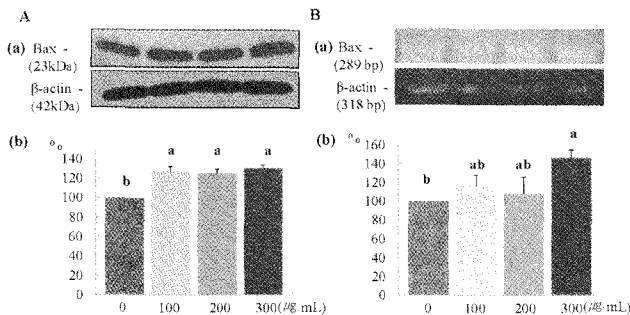 A
(a) Bax -
(23kDa)
β-actin -
(42kDa)
(b)
%
140
120
100
80
60
40
20
0
b
a
a
a
0 100 200 300(μg/mL)
B
(a) Bax -
(289 bp)
β-actin -
(318 bp)
(b)
%
160
140
120
100
80
60
40
20
0
b
ab
ab
a
0 100 200 300(μg/mL)